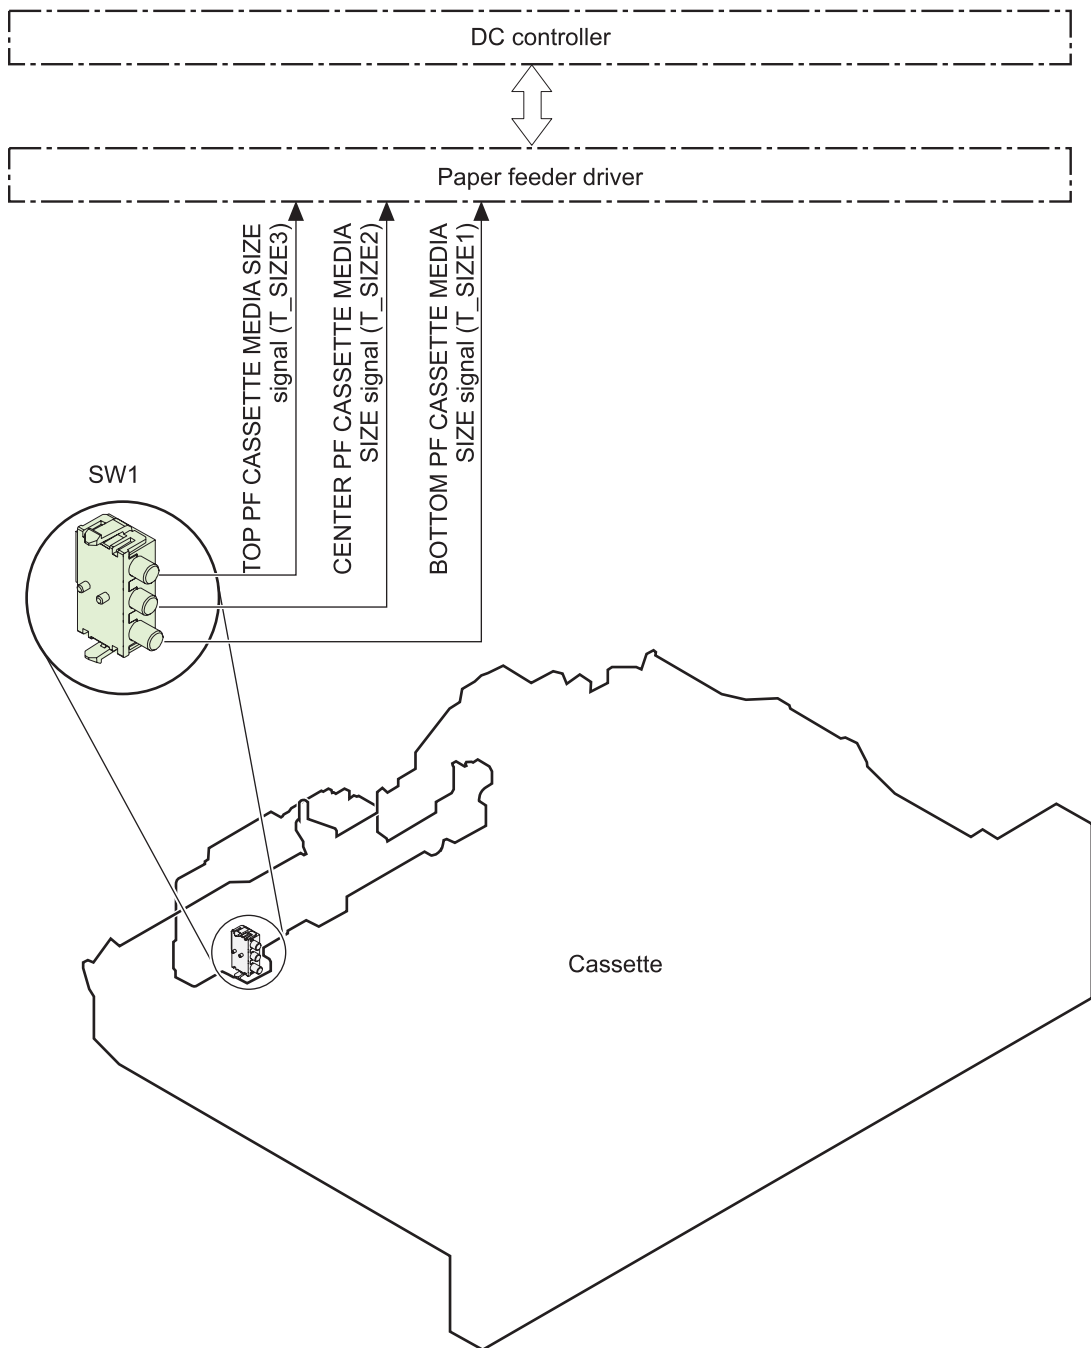 DC controller
Paper feeder driver
TOP PF CASSETTE MEDIA SIZE
signal (T_SIZE3)
CENTER PF CASSETTE MEDIA
SIZE signal (T_SIZE2)
BOTTOM PF CASSETTE MEDIA
SIZE signal (T_SIZE1)
SW1
Cassette